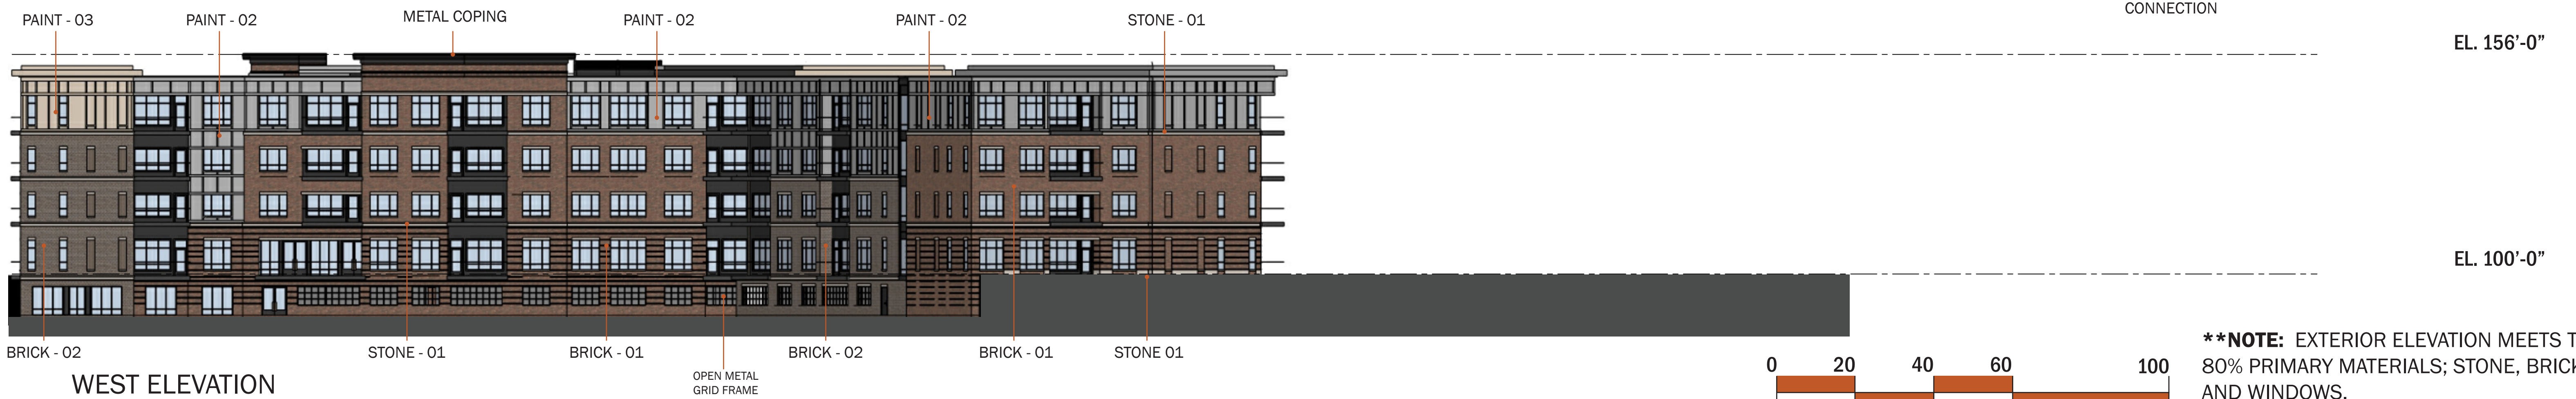 PAINT - 03
PAINT - 02
METAL COPING
PAINT - 02
PAINT - 02
STONE - 01
CONNECTION
EL. 156'-0”
EL. 100'-0”
BRICK - 02
STONE - 01
BRICK - 01
BRICK - 02
BRICK - 01
STONE 01
OPEN METAL
GRID FRAME
WEST ELEVATION
0 20 40 60 100
**NOTE: EXTERIOR ELEVATION MEETS
80% PRIMARY MATERIALS; STONE,
AND WINDOWS.